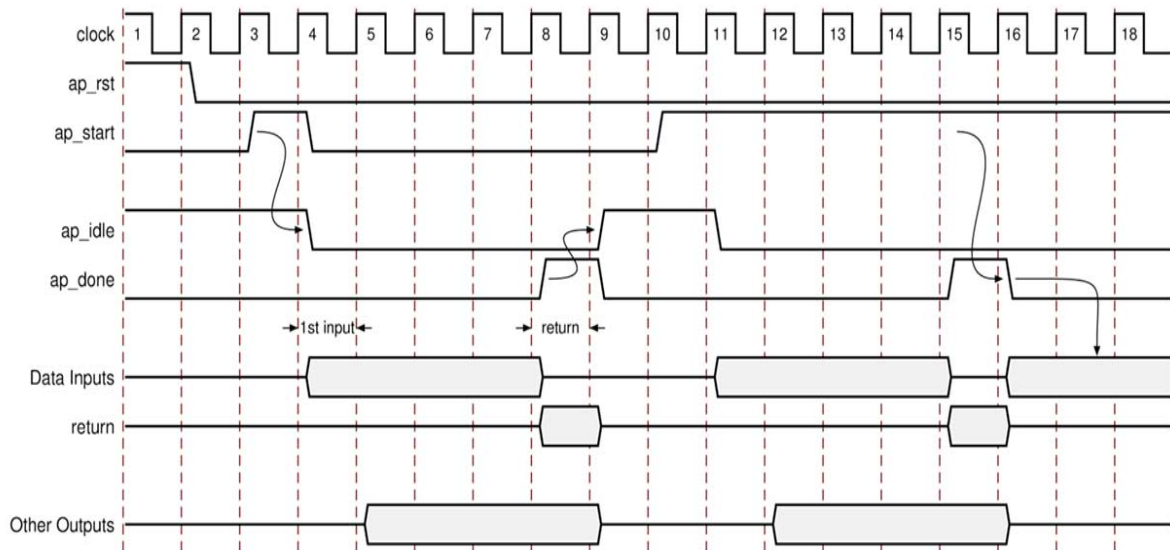 clock 1 2 3 4 5 6 7 8 9 10 11 12 13 14 15 16 17 18
ap_rst
ap_start
ap_idle
ap_done
1st input return
Data Inputs
return
Other Outputs